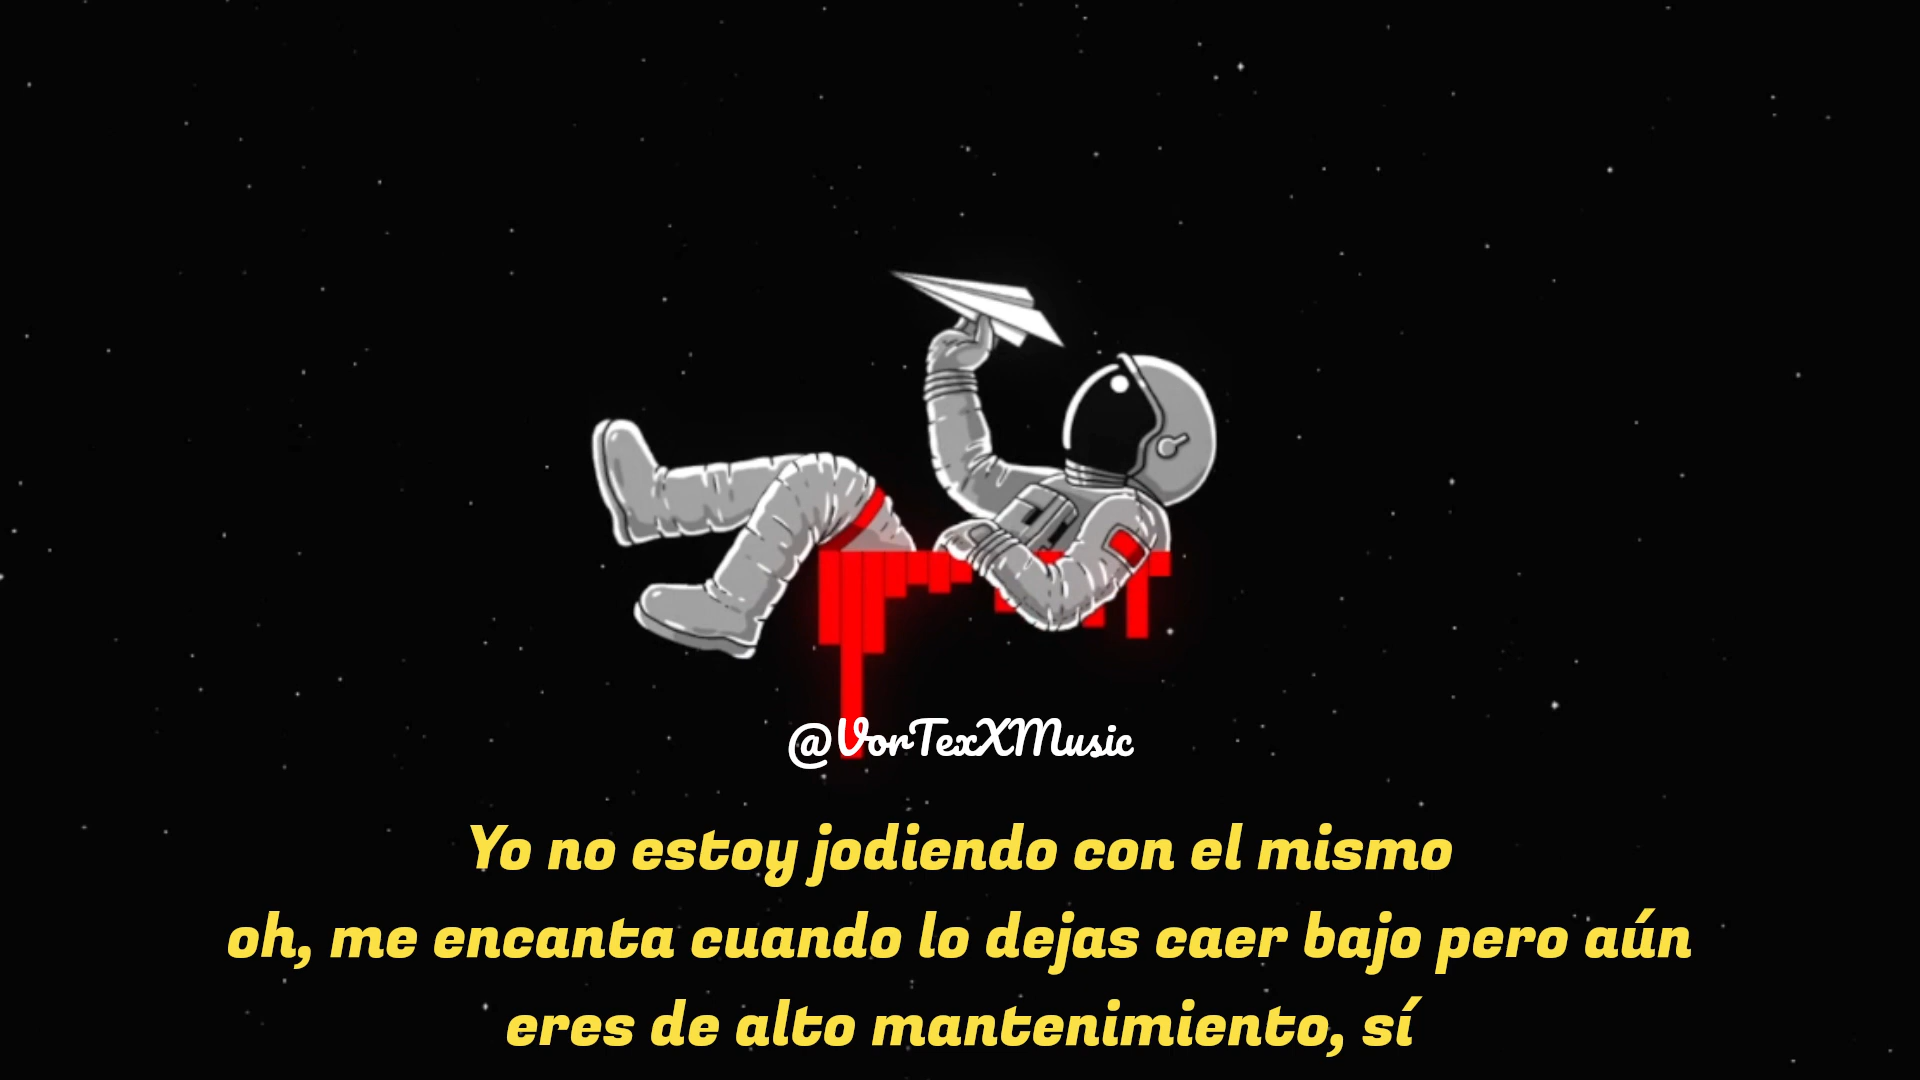 @VorTexXMusic
Yo no estoy jodiendo con el mismo
oh, me encanta cuando lo dejas caer bajo pero aún
eres de alto mantenimiento, sí